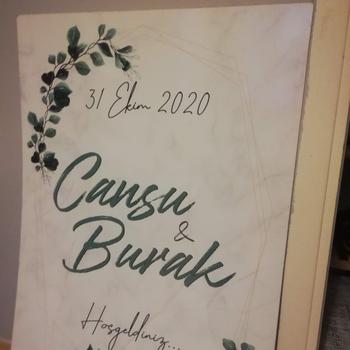 31 Ekim 2020
Cansu
&
Burak
Hoşgeldiniz...